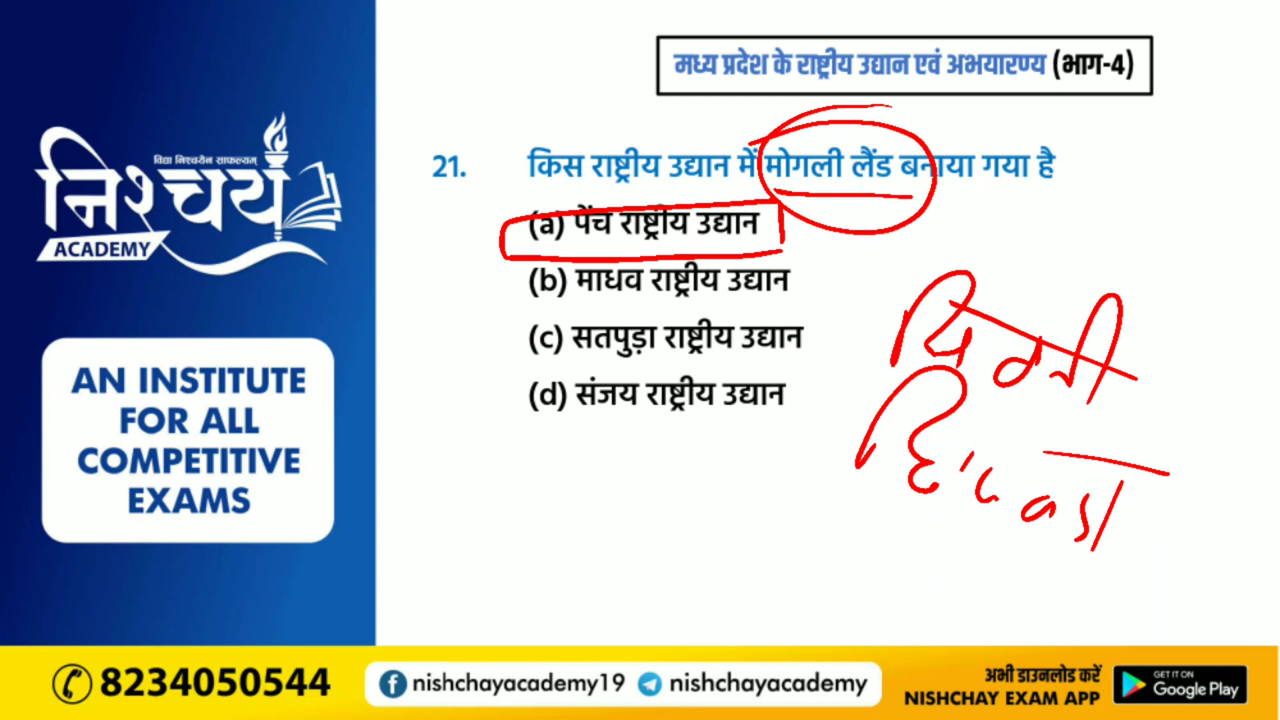 मध्य प्रदेश के राष्ट्रीय उद्यान एवं अभयारण्य (भाग-4)
विद्या निश्चयेन साफल्यम्
निश्चय
ACADEMY
AN INSTITUTE
FOR ALL
COMPETITIVE
EXAMS
21. किस राष्ट्रीय उद्यान में मोगली लैंड बनाया गया है
(a) पेंच राष्ट्रीय उद्यान
(b) माधव राष्ट्रीय उद्यान
(c) सतपुड़ा राष्ट्रीय उद्यान
(d) संजय राष्ट्रीय उद्यान
8234050544
nishchayacademy19 nishchayacademy
अभी डाउनलोड करें
NISHCHAY EXAM APP
GET IT ON
Google Play